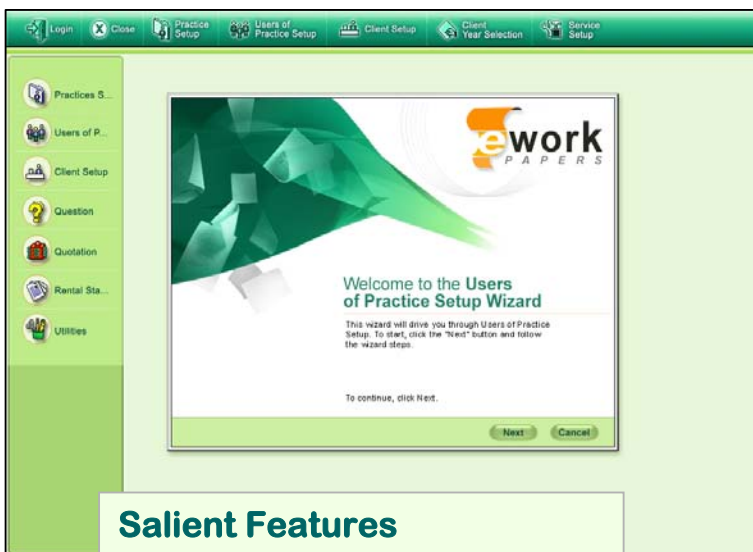 Login Close Practice Setup Users of Practice Setup Client Setup Client Year Selection Service Setup
Practices S...
Users of P...
Client Setup
Question
Quotation
Rental Sta...
Utilities
ework
PAPERS
Welcome to the Users
of Practice Setup Wizard
This wizard will drive you through Users of Practice
Setup. To start, click the "Next" button and follow
the wizard steps.
To continue, click Next.
Next Cancel
Salient Features